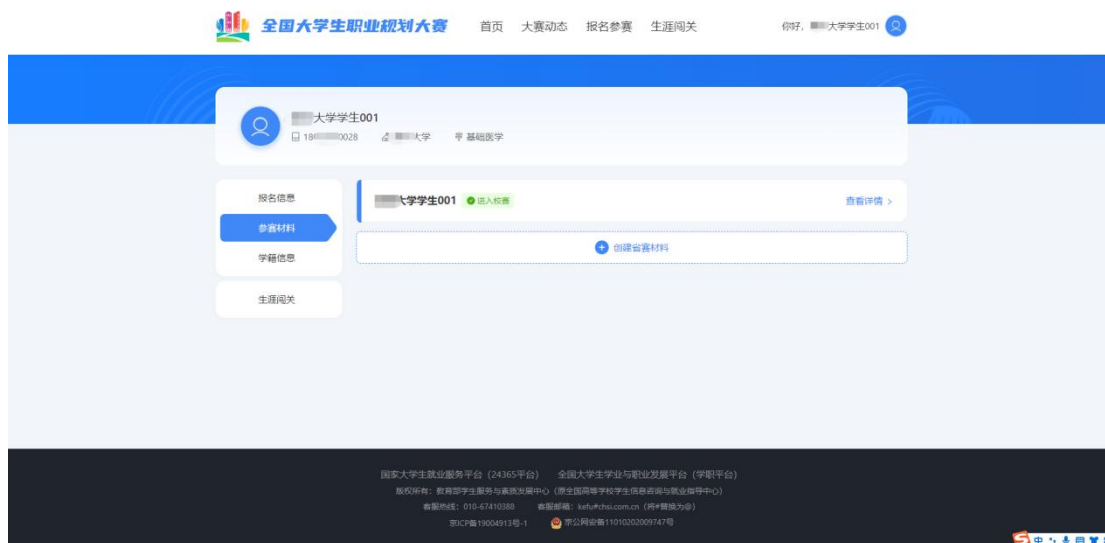 全国大学生职业规划大赛 首页 大赛动态 报名参赛 生涯闯关 你好, 大学学生001
大学学生001
18 0028 大学 基础医学
报名信息
大学学生001 进入校赛 查看详情 >
参赛材料
创建省赛材料
学籍信息
生涯闯关
国家大学生就业服务平台（24365平台） 全国大学生学业与职业发展平台（学职平台）
版权所有：教育部学生服务与素质发展中心（原全国高等学校学生信息咨询与就业指导中心）
客服热线：010-67410388 客服邮箱：kefu#chsi.com.cn（将#替换为@）
京ICP备19004913号-1 京公网安备11010202009747号
中